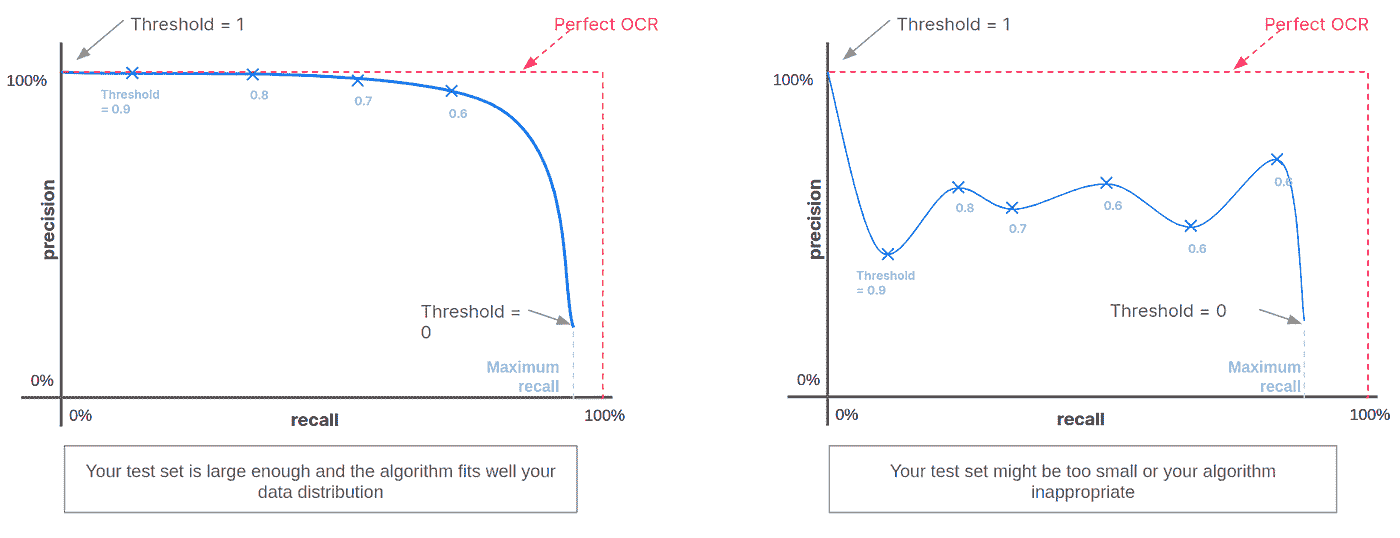 Threshold = 1
Perfect OCR
100%
Threshold
= 0.9
0.8
0.7
0.6
precision
Threshold =
0
Maximum
recall
0%
0%
recall
100%
Your test set is large enough and the algorithm fits well your
data distribution
Threshold = 1
Perfect OCR
100%
0.6
0.8
0.6
0.7
0.6
precision
Threshold
= 0.9
Threshold = 0
Maximum
recall
0%
0%
recall
100%
Your test set might be too small or your algorithm
inappropriate